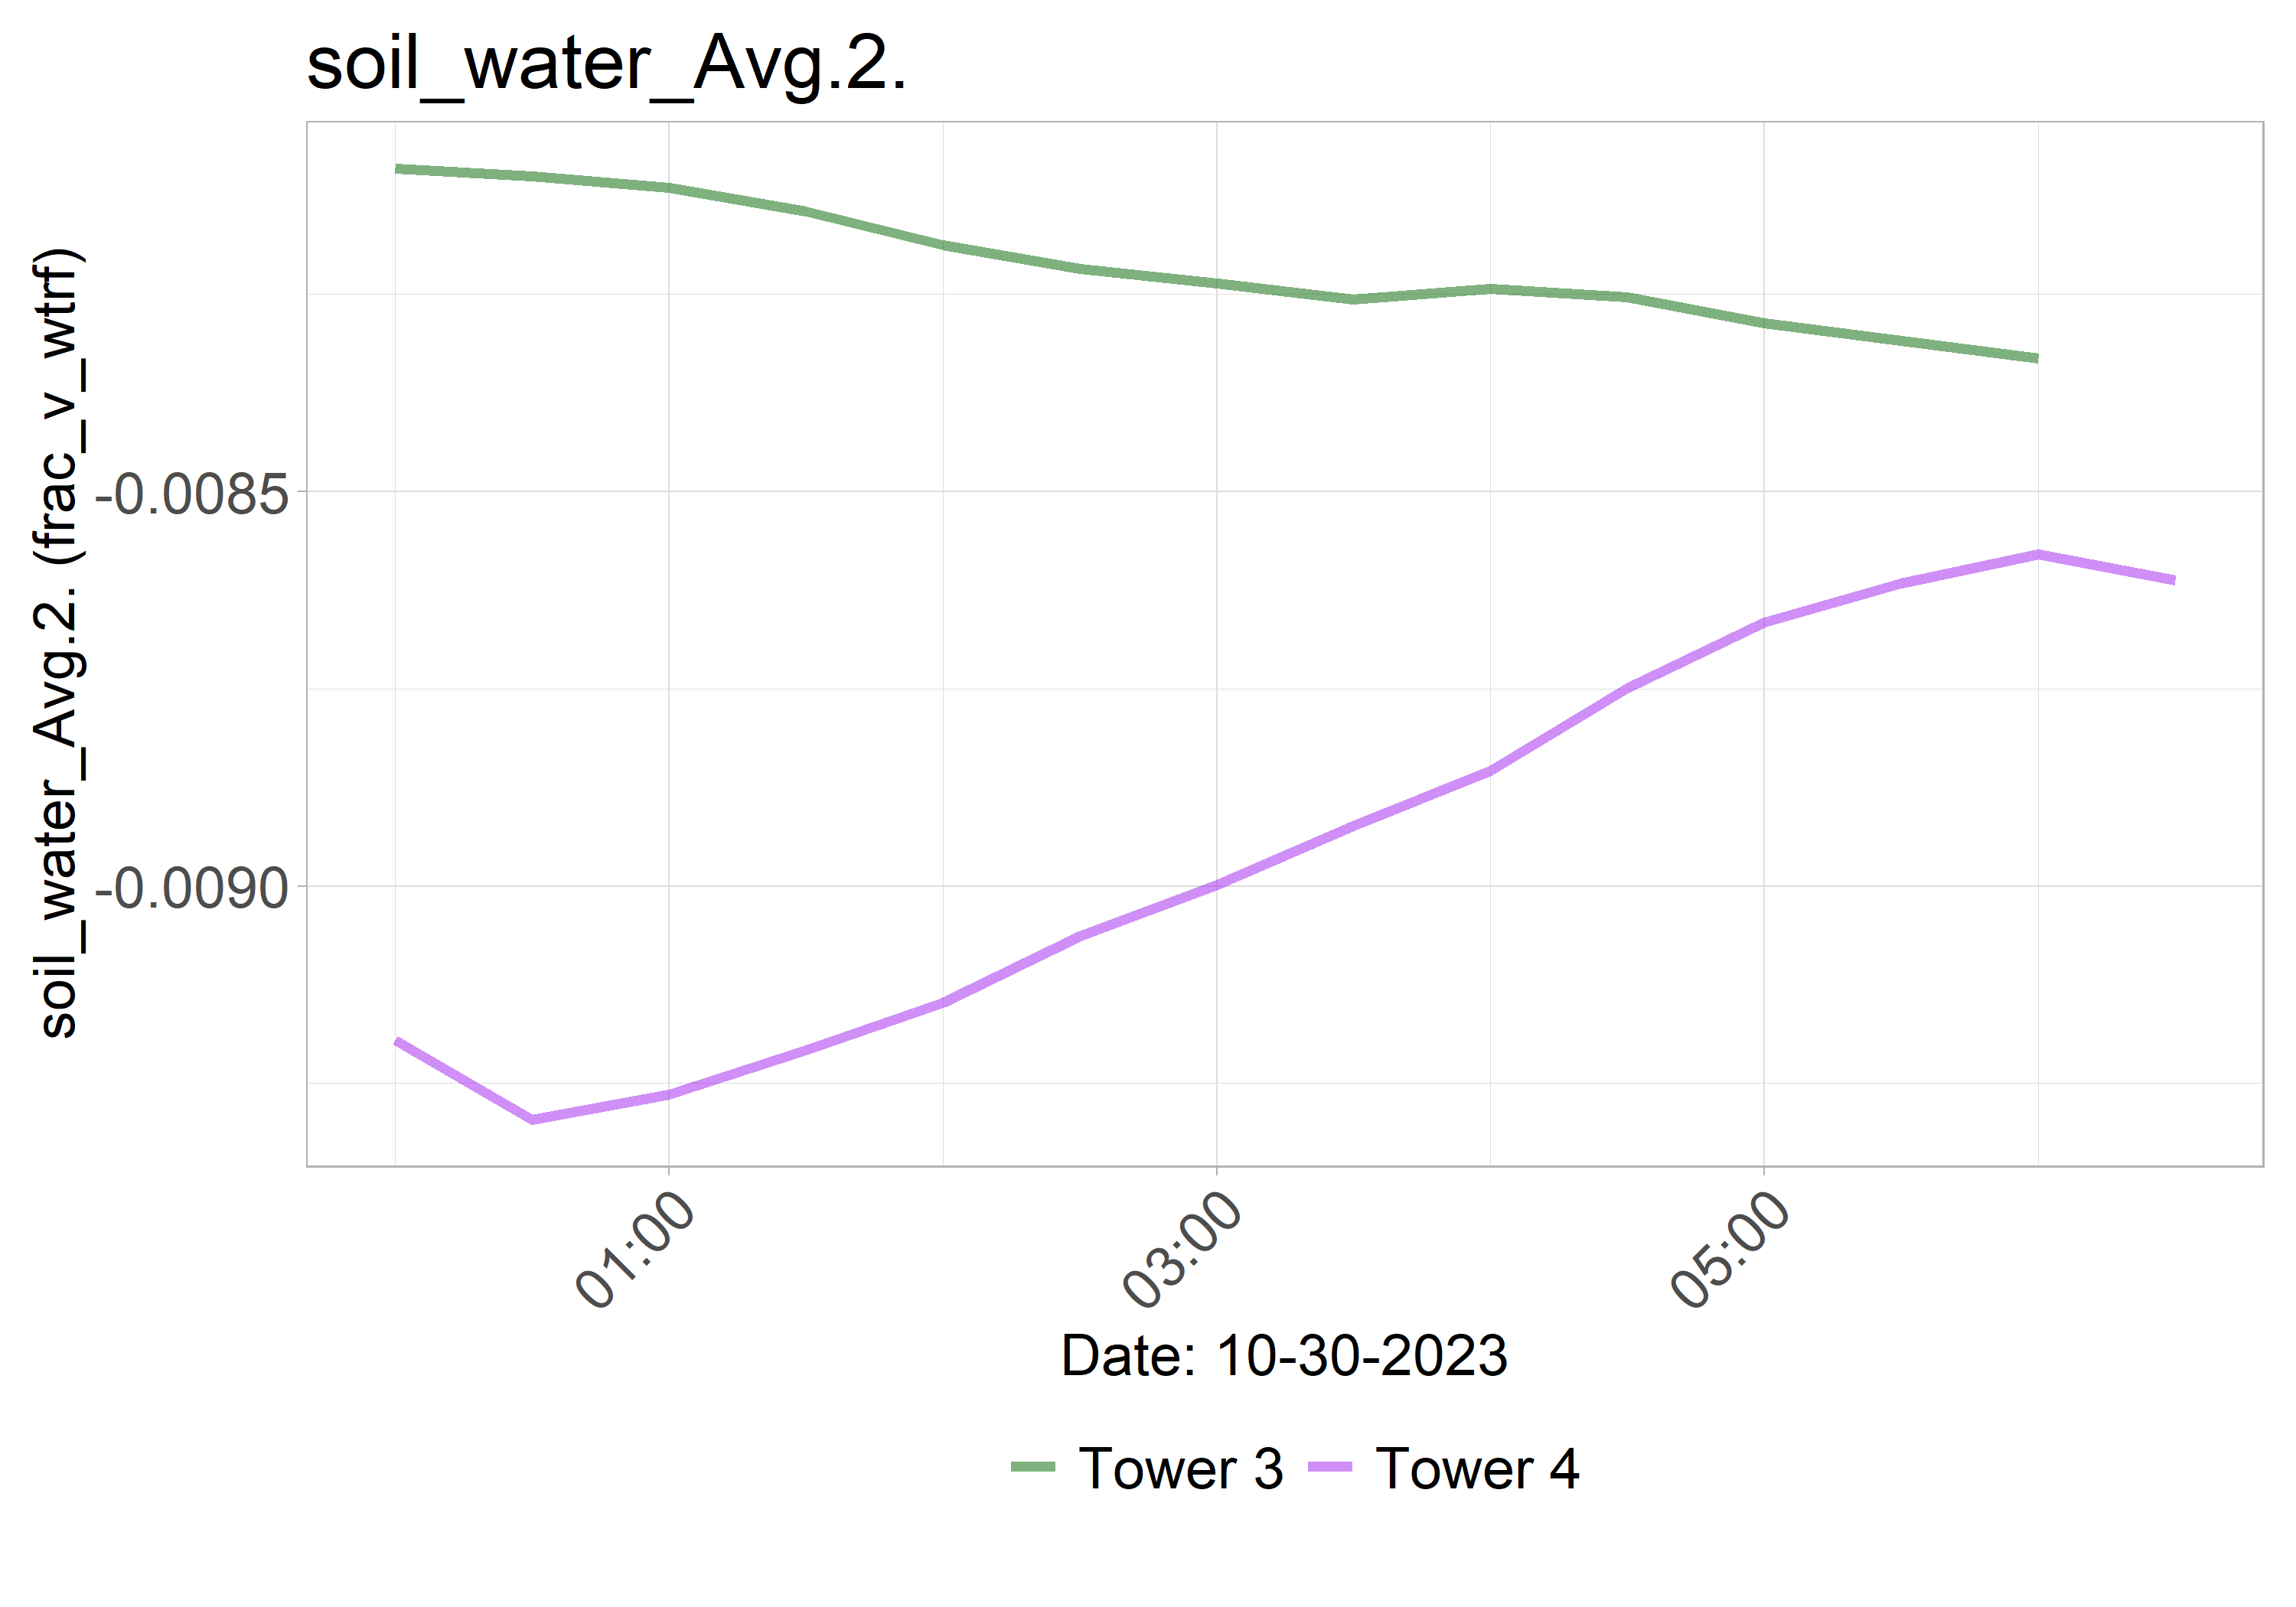 soil_water_Avg.2.
soil_water_Avg.2. (frac_v_wtrf)
-0.0085
-0.0090
01:00
03:00
05:00
Date: 10-30-2023
Tower 3
Tower 4